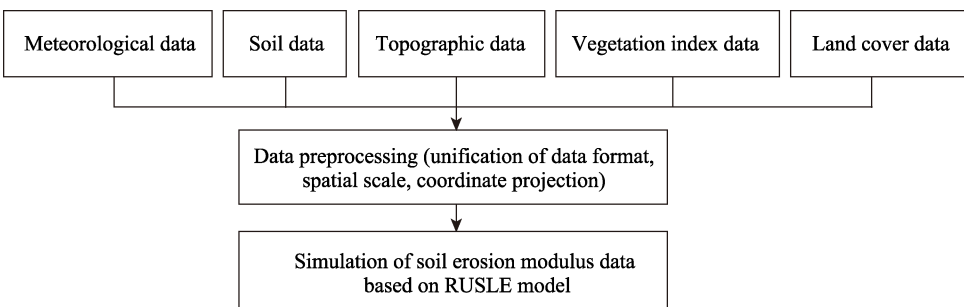 Meteorological data
Soil data
Topographic data
Vegetation index data
Land cover data
Data preprocessing (unification of data format,
spatial scale, coordinate projection)
Simulation of soil erosion modulus data
based on RUSLE model